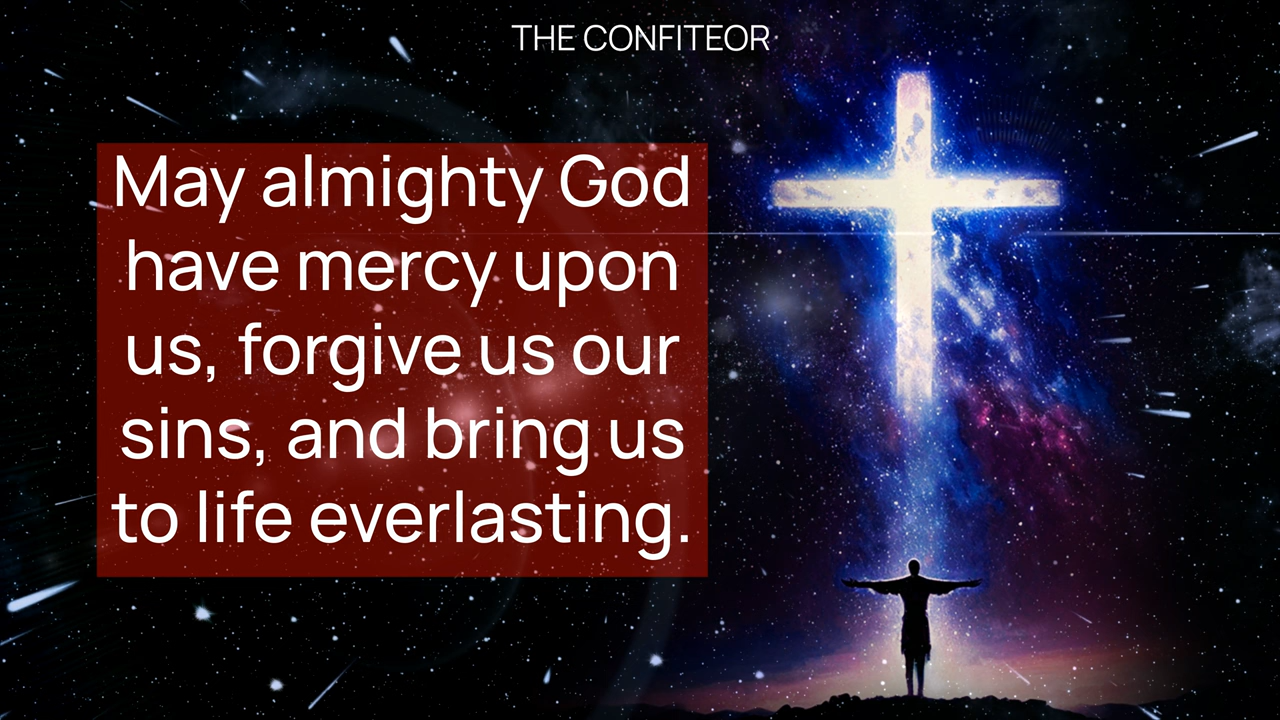 THE CONFITEOR
May almighty God
have mercy upon
us, forgive us our
sins, and bring us
to life everlasting.